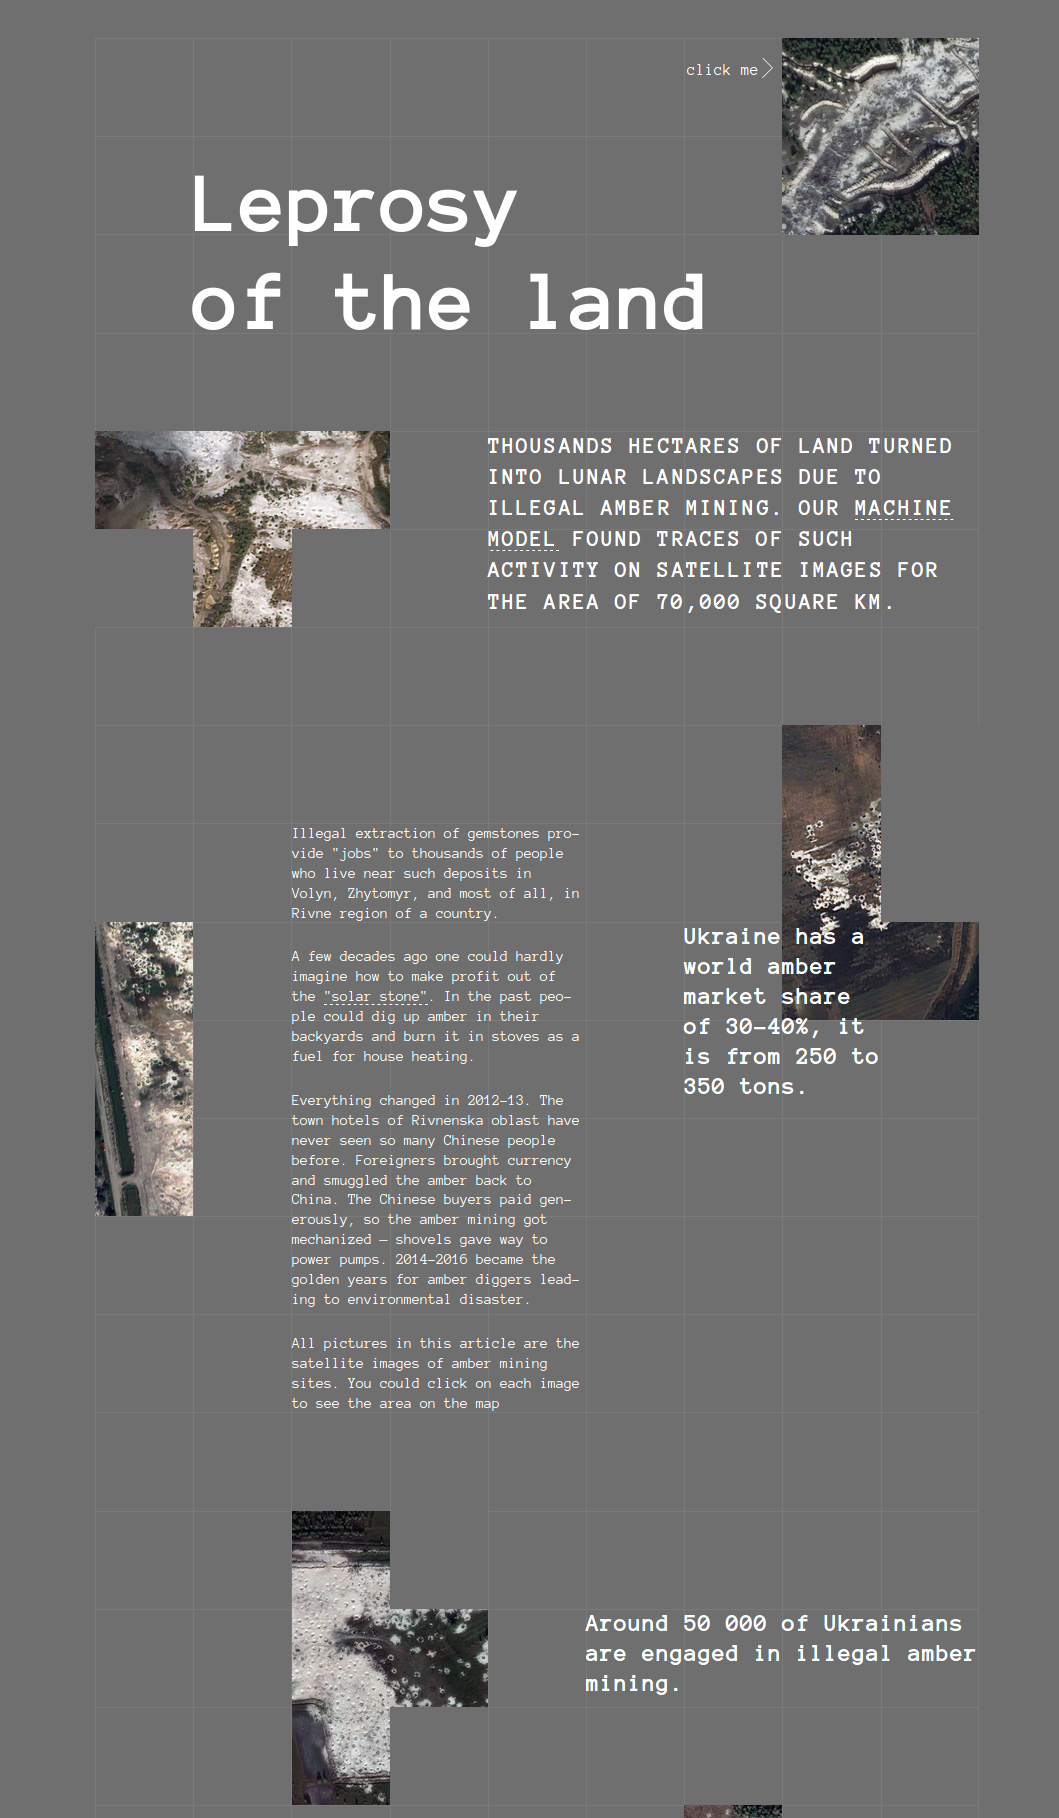 click me
Leprosy
of the land
THOUSANDS HECTARES OF LAND TURNED
INTO LUNAR LANDSCAPES DUE TO
ILLEGAL AMBER MINING. OUR MACHINE
MODEL FOUND TRACES OF SUCH
ACTIVITY ON SATELLITE IMAGES FOR
THE AREA OF 70,000 SQUARE KM.
Illegal extraction of gemstones pro-
vide "jobs" to thousands of people
who live near such deposits in
Volyn, Zhytomyr, and most of all, in
Rivne region of a country.
A few decades ago one could hardly
imagine how to make profit out of
the "solar stone". In the past peo-
ple could dig up amber in their
backyards and burn it in stoves as a
fuel for house heating.
Everything changed in 2012-13. The
town hotels of Rivnenska oblast have
never seen so many Chinese people
before. Foreigners brought currency
and smuggled the amber back to
China. The Chinese buyers paid gen-
erously, so the amber mining got
mechanized — shovels gave way to
power pumps. 2014-2016 became the
golden years for amber diggers lead-
ing to environmental disaster.
All pictures in this article are the
satellite images of amber mining
sites. You could click on each image
to see the area on the map
Ukraine has a
world amber
market share
of 30-40%, it
is from 250 to
350 tons.
Around 50 000 of Ukrainians
are engaged in illegal amber
mining.